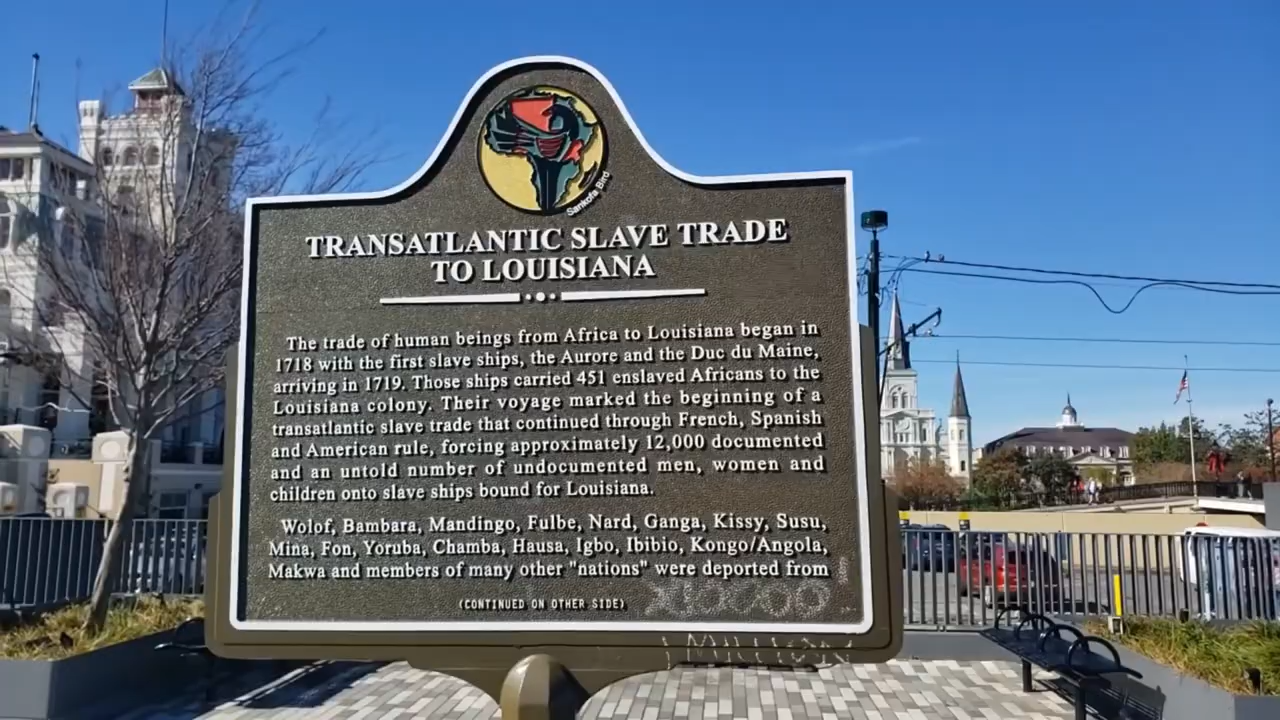 Sankofa Bird
TRANSATLANTIC SLAVE TRADE
TO LOUISIANA
The trade of human beings from Africa to Louisiana began in
1718 with the first slave ships, the Aurore and the Duc du Maine,
arriving in 1719. Those ships carried 451 enslaved Africans to the
Louisiana colony. Their voyage marked the beginning of a
transatlantic slave trade that continued through French, Spanish
and American rule, forcing approximately 12,000 documented
and an untold number of undocumented men, women and
children onto slave ships bound for Louisiana.
Wolof, Bambara, Mandingo, Fulbe, Nard, Ganga, Kissy, Susu,
Mina, Fon, Yoruba, Chamba, Hausa, Igbo, Ibibio, Kongo/Angola,
Makwa and members of many other "nations" were deported from
(CONTINUED ON OTHER SIDE)